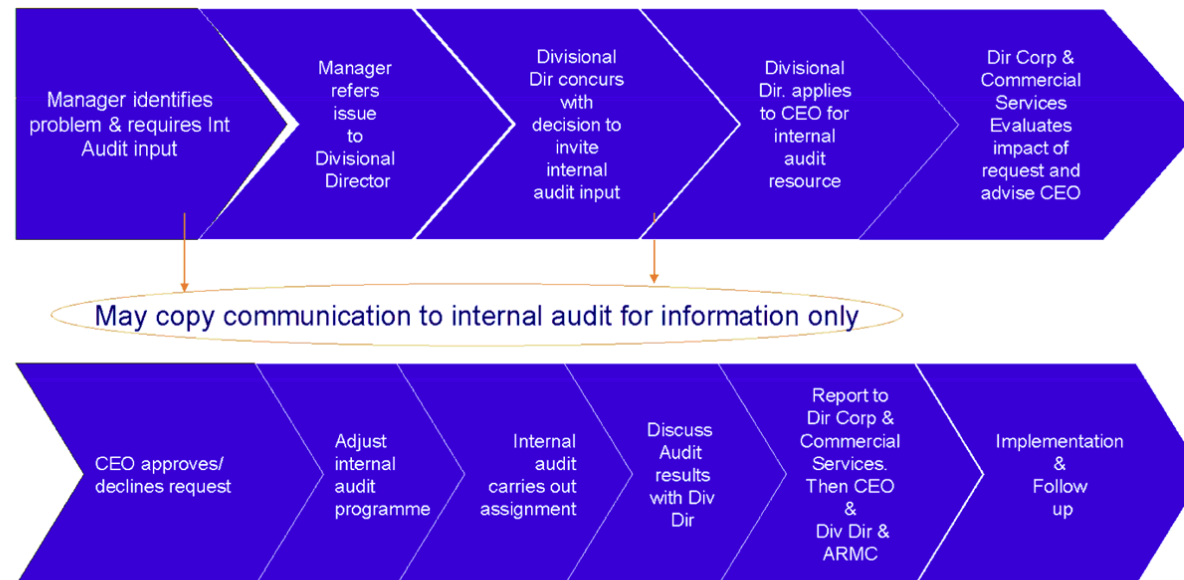 Manager identifies
problem & requires Int
Audit input
Manager
refers
issue
to
Divisional
Director
Divisional
Dir concurs
with
decision to
invite
internal
audit input
Divisional
Dir. applies
to CEO for
internal
audit
resource
Dir Corp &
Commercial
Services
Evaluates
impact of
request and
advise CEO
May copy communication to internal audit for information only
CEO approves/
declines request
Adjust
internal
audit
programme
Internal
audit
carries out
assignment
Discuss
Audit
results
with Div
Dir
Report to
Dir Corp &
Commercial
Services.
Then CEO
&
Div Dir &
ARMC
Implementation
&
Follow
up